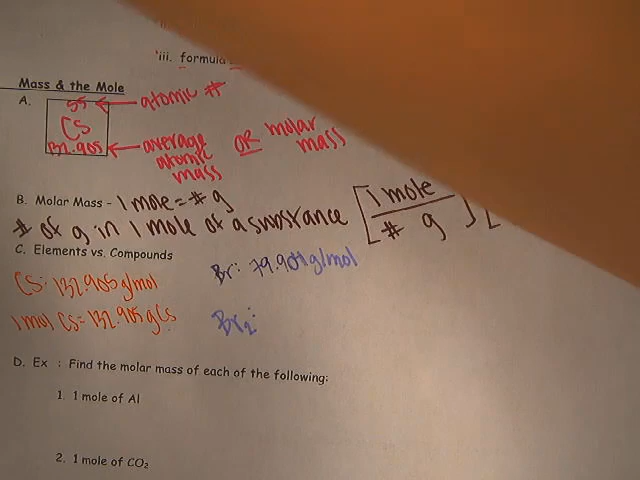 iii. formula
Mass & the Mole
A.
55 ← atomic #
Cs
132.905 ← average atomic mass OR molar mass
B. Molar Mass - 1 mole = # g
# of g in 1 mole of a substance [1 mole / # g] [
C. Elements vs. Compounds
Cs: 132.905 g/mol
Br: 79.904 g/mol
1 mol Cs = 132.905 g Cs
Br₂:
D. Ex : Find the molar mass of each of the following:
1. 1 mole of Al
2. 1 mole of CO₂